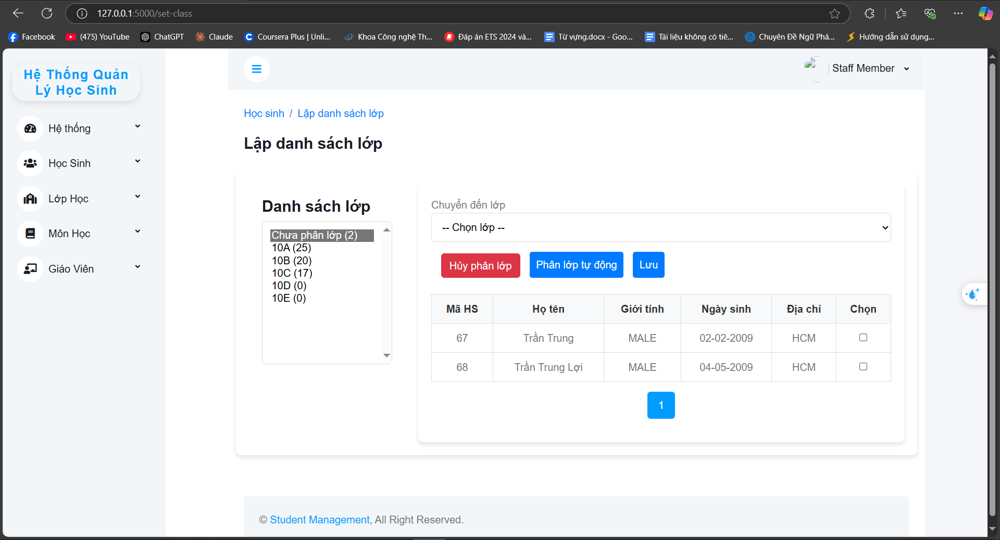 127.0.0.1:5000/set-class
Facebook
(475) YouTube
ChatGPT
Claude
Coursera Plus | Unli...
Khoa Công nghệ Th...
Đáp án ETS 2024 và...
Từ vựng.docx - Goo...
Tài liệu không có tiê...
Chuyên Đề Ngữ Phá...
Hướng dẫn sử dụng...
Hệ Thống Quản
Lý Học Sinh
Hệ thống
Học Sinh
Lớp Học
Môn Học
Giáo Viên
Staff Member
Học sinh / Lập danh sách lớp
Lập danh sách lớp
Danh sách lớp
Chưa phân lớp (2)
10A (25)
10B (20)
10C (17)
10D (0)
10E (0)
Chuyển đến lớp
-- Chọn lớp --
Hủy phân lớp Phân lớp tự động Lưu
Mã HS Họ tên Giới tính Ngày sinh Địa chỉ Chọn
67 Trần Trung MALE 02-02-2009 HCM
68 Trần Trung Lợi MALE 04-05-2009 HCM
1
© Student Management, All Right Reserved.